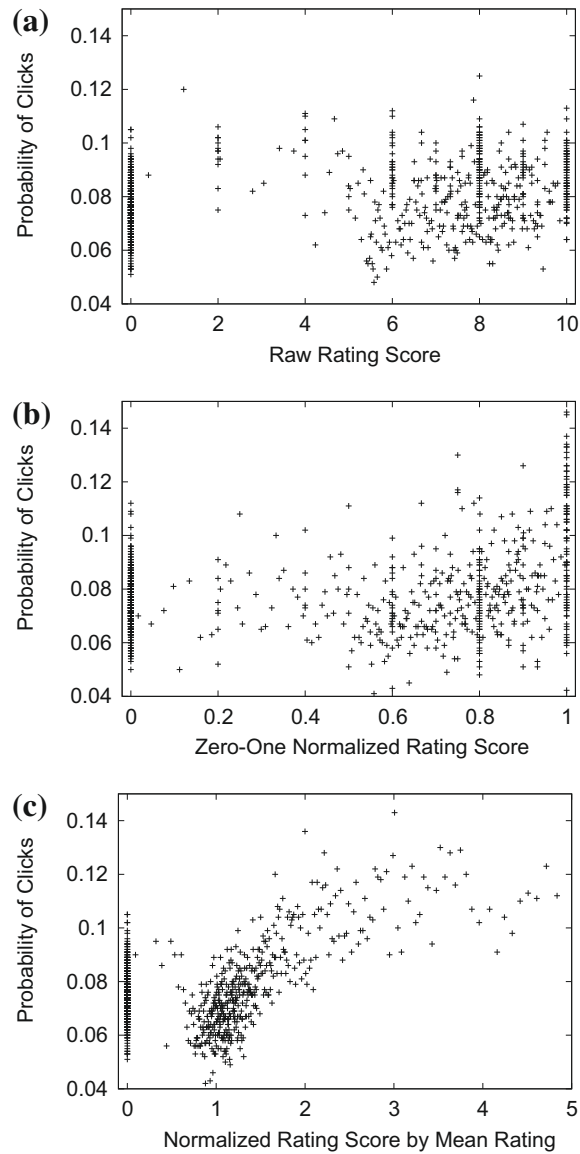 (a)
Probability of Clicks
0.14
0.12
0.1
0.08
0.06
0.04
0 2 4 6 8 10
Raw Rating Score
(b)
Probability of Clicks
0.14
0.12
0.1
0.08
0.06
0.04
0 0.2 0.4 0.6 0.8 1
Zero-One Normalized Rating Score
(c)
Probability of Clicks
0.14
0.12
0.1
0.08
0.06
0.04
0 1 2 3 4 5
Normalized Rating Score by Mean Rating